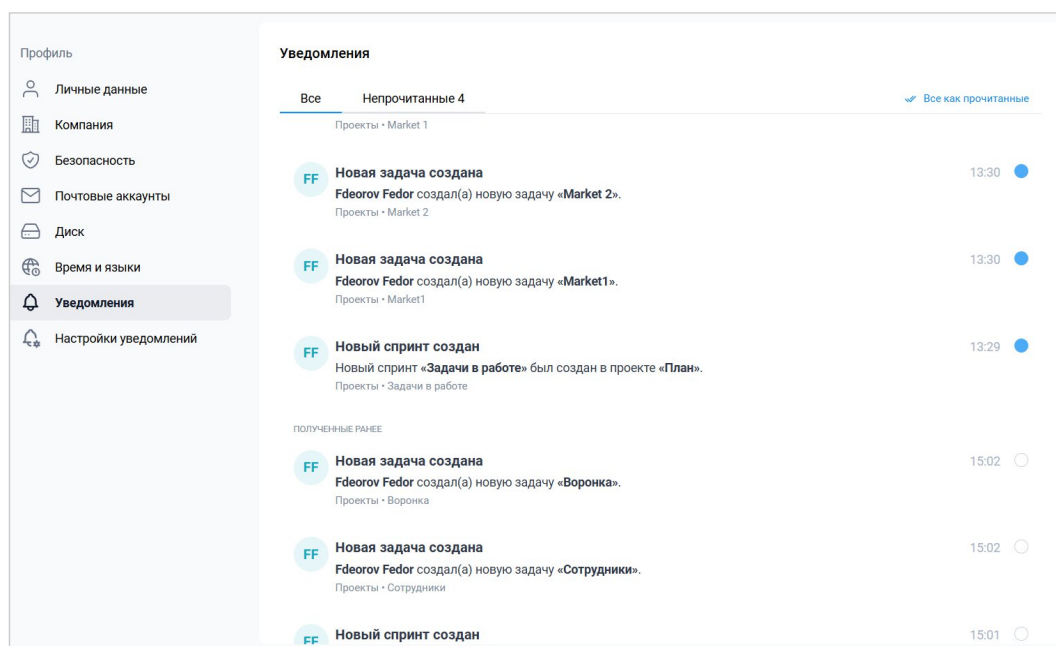 Профиль
Личные данные
Компания
Безопасность
Почтовые аккаунты
Диск
Время и языки
Уведомления
Настройки уведомлений
Уведомления
Все
Непрочитанные 4
Все как прочитанные
Проекты • Market 1
FF
Новая задача создана
13:30
Fdeorov Fedor создал(а) новую задачу «Market 2».
Проекты • Market 2
FF
Новая задача создана
13:30
Fdeorov Fedor создал(а) новую задачу «Market1».
Проекты • Market1
FF
Новый спринт создан
13:29
Новый спринт «Задачи в работе» был создан в проекте «План».
Проекты • Задачи в работе
ПОЛУЧЕННЫЕ РАНЕЕ
FF
Новая задача создана
15:02
Fdeorov Fedor создал(а) новую задачу «Воронка».
Проекты • Воронка
FF
Новая задача создана
15:02
Fdeorov Fedor создал(а) новую задачу «Сотрудники».
Проекты • Сотрудники
FF
Новый спринт создан
15:01